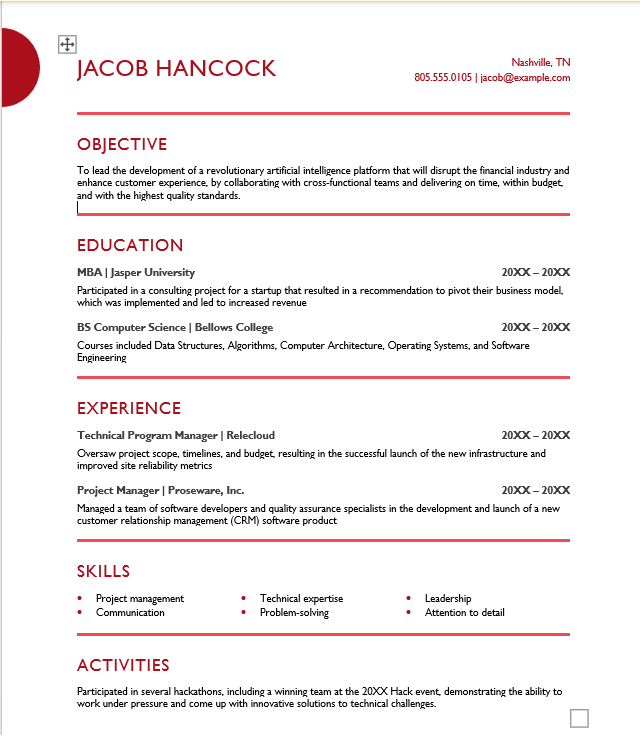 JACOB HANCOCK
Nashville, TN
805.555.0105 | jacob@example.com
OBJECTIVE
To lead the development of a revolutionary artificial intelligence platform that will disrupt the financial industry and
enhance customer experience, by collaborating with cross-functional teams and delivering on time, within budget,
and with the highest quality standards.
EDUCATION
MBA | Jasper University 20XX – 20XX
Participated in a consulting project for a startup that resulted in a recommendation to pivot their business model,
which was implemented and led to increased revenue
BS Computer Science | Bellows College 20XX – 20XX
Courses included Data Structures, Algorithms, Computer Architecture, Operating Systems, and Software
Engineering
EXPERIENCE
Technical Program Manager | Relecloud 20XX – 20XX
Oversaw project scope, timelines, and budget, resulting in the successful launch of the new infrastructure and
improved site reliability metrics
Project Manager | Proseware, Inc. 20XX – 20XX
Managed a team of software developers and quality assurance specialists in the development and launch of a new
customer relationship management (CRM) software product
SKILLS
• Project management • Technical expertise • Leadership
• Communication • Problem-solving • Attention to detail
ACTIVITIES
Participated in several hackathons, including a winning team at the 20XX Hack event, demonstrating the ability to
work under pressure and come up with innovative solutions to technical challenges.